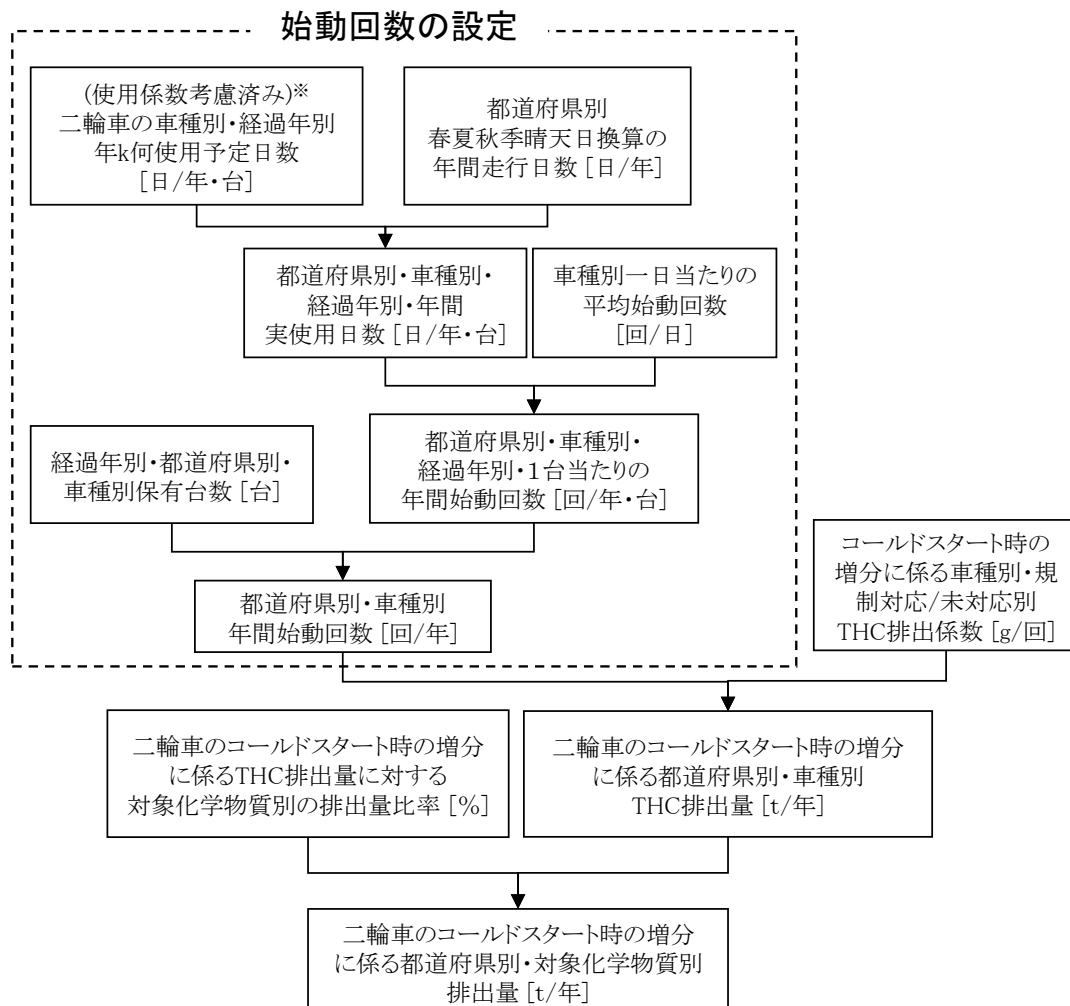 始動回数の設定
(使用係数考慮済み)※
二輪車の車種別・経過年別
年k何使用予定日数
[日/年・台]
都道府県別
春夏秋季晴天日換算の
年間走行日数 [日/年]
都道府県別・車種別・
経過年別・年間
実使用日数 [日/年・台]
車種別一日当たりの
平均始動回数
[回/日]
経過年別・都道府県別・
車種別保有台数 [台]
都道府県別・車種別・
経過年別・1台当たりの
年間始動回数 [回/年・台]
コールドスタート時の
増分に係る車種別・規
制対応/未対応別
THC排出係数 [g/回]
都道府県別・車種別
年間始動回数 [回/年]
二輪車のコールドスタート時の増分
に係るTHC排出量に対する
対象化学物質別の排出量比率 [%]
二輪車のコールドスタート時の増分
に係る都道府県別・車種別
THC排出量 [t/年]
二輪車のコールドスタート時の増分
に係る都道府県別・対象化学物質別
排出量 [t/年]